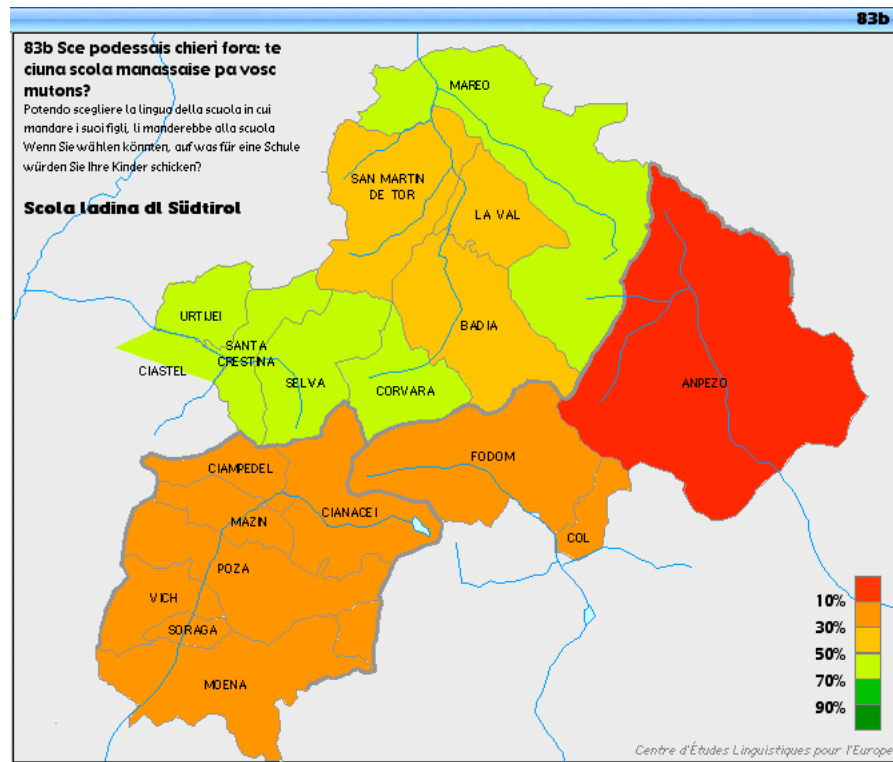 83b
83b Sce podessais chierì fora: te
ciuna scola manassaise pa vosc
mutons?
Potendo scegliere la lingua della scuola in cui
mandare i suoi figli, li manderebbe alla scuola
Wenn Sie wählen könnten, auf was für eine Schule
würden Sie Ihre Kinder schicken?
Scola ladina dl Südtirol
MAREO
SAN MARTIN
DE TOR
LA VAL
URTIJEI
SANTA
CRESTINA
BADIA
CIASTEL
SELVA
CORVARA
ANPEZO
FODOM
CIAMPEDEL
CIANACEI
MAZIN
COL
POZA
VICH
SORAGA
MOENA
10%
30%
50%
70%
90%
Centre d'Études Linguistiques pour l'Europe